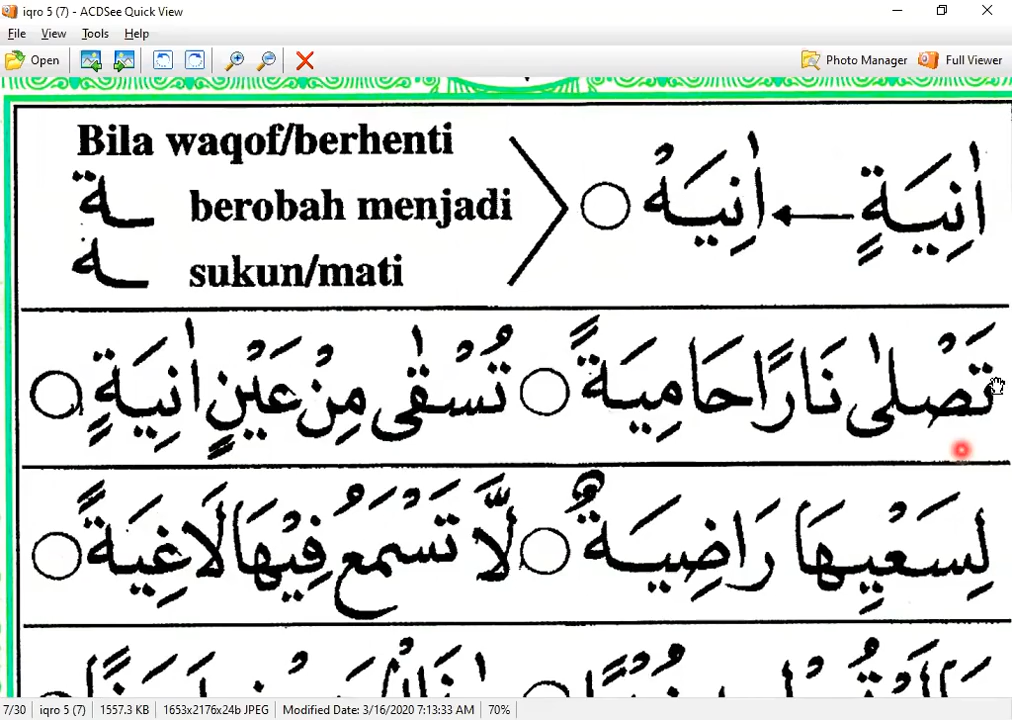 iqro 5 (7) - ACDSee Quick View
File View Tools Help
Open Photo Manager Full Viewer
Bila waqof/berhenti
ـةٌ berobah menjadi
ـهْ sukun/mati
اٰنِيَةٍ ← اٰنِيَهْ ○
تَصْلٰى نَارًا حَامِيَةً ○ تُسْقٰى مِنْ عَيْنٍ اٰنِيَةٍ ○
لِسَعْيِهَا رَاضِيَةٌ ○ لَّا تَسْمَعُ فِيْهَا لَاغِيَةً ○
7/30 iqro 5 (7) 1557.3 KB 1653x2176x24b JPEG Modified Date: 3/16/2020 7:13:33 AM 70%